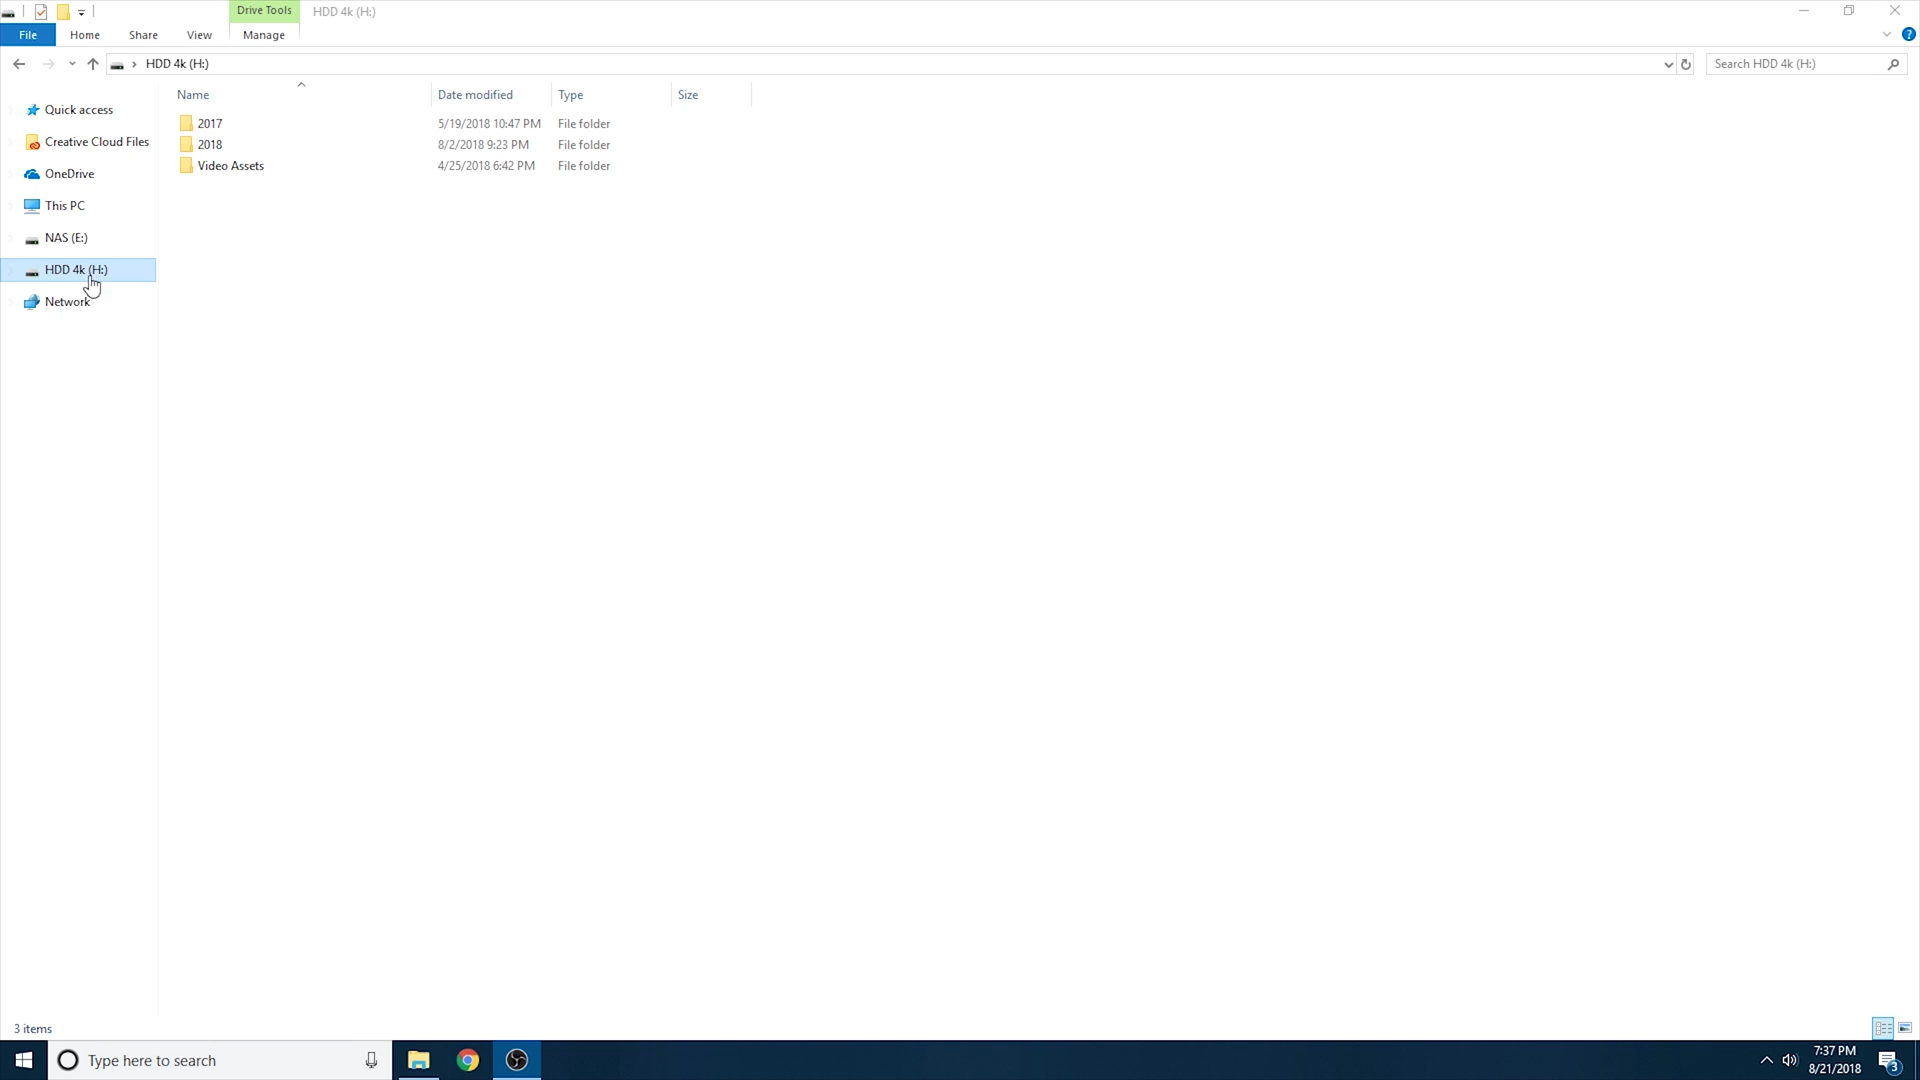 Drive Tools HDD 4k (H:)
File Home Share View Manage
HDD 4k (H:) Search HDD 4k (H:)
Name Date modified Type Size
Quick access
Creative Cloud Files
OneDrive
This PC
NAS (E:)
HDD 4k (H:)
Network
2017 5/19/2018 10:47 PM File folder
2018 8/2/2018 9:23 PM File folder
Video Assets 4/25/2018 6:42 PM File folder
3 items
Type here to search
7:37 PM
8/21/2018
3